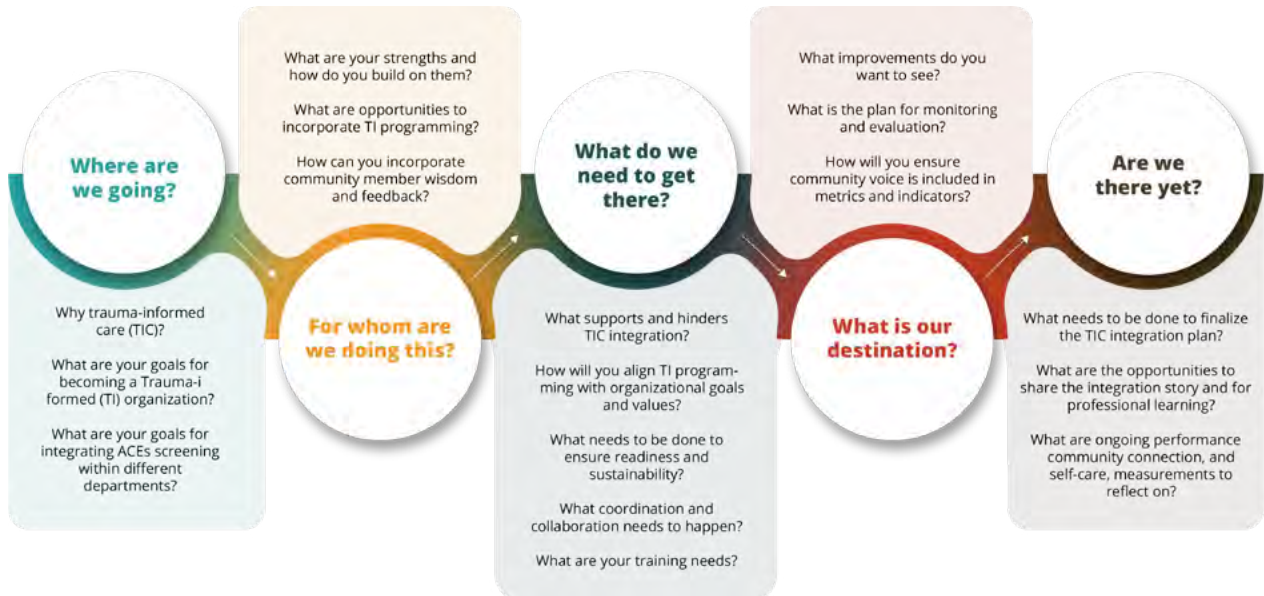 Where are
we going?
Why trauma-informed
care (TIC)?
What are your goals for
becoming a Trauma-i
formed (TI) organization?
What are your goals for
integrating ACEs screening
within different
departments?
What are your strengths and
how do you build on them?
What are opportunities to
incorporate TI programming?
How can you incorporate
community member wisdom
and feedback?
For whom are
we doing this?
What do we
need to get
there?
What supports and hinders
TIC integration?
How will you align TI program-
ming with organizational goals
and values?
What needs to be done to
ensure readiness and
sustainability?
What coordination and
collaboration needs to happen?
What are your training needs?
What improvements do you
want to see?
What is the plan for monitoring
and evaluation?
How will you ensure
community voice is included in
metrics and indicators?
What is our
destination?
Are we
there yet?
What needs to be done to finalize
the TIC integration plan?
What are the opportunities to
share the integration story and for
professional learning?
What are ongoing performance
community connection, and
self-care, measurements to
reflect on?